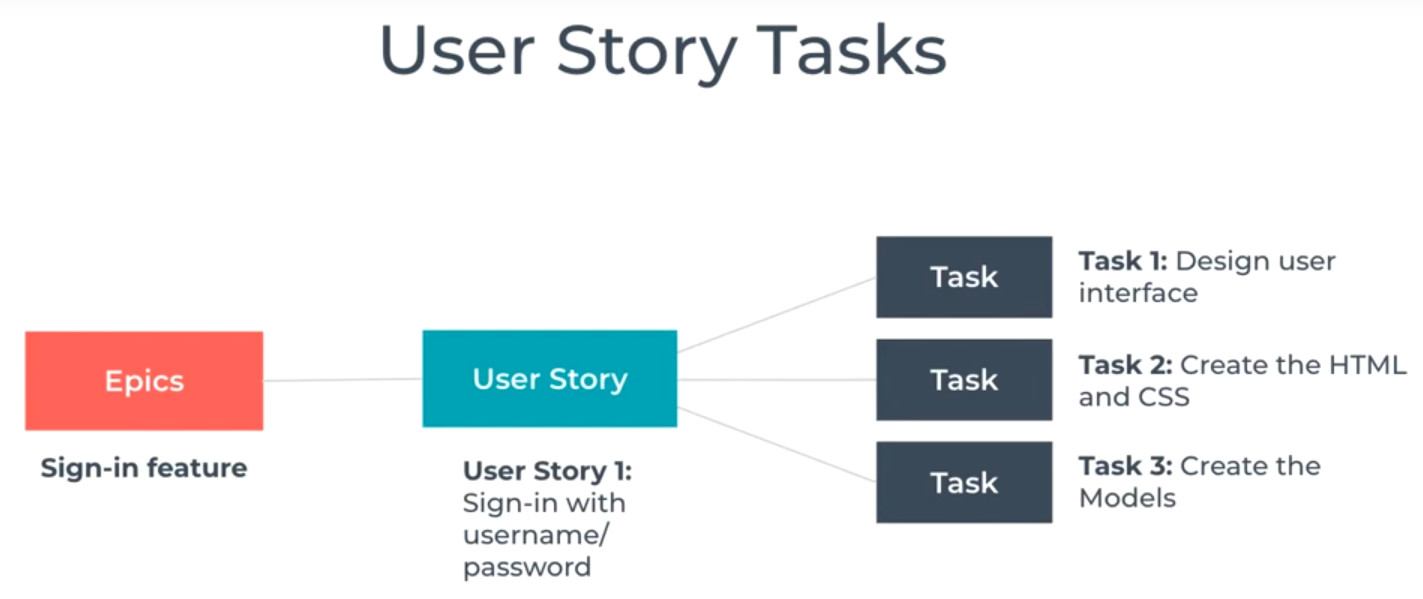 User Story Tasks
Epics
Sign-in feature
User Story
User Story 1:
Sign-in with
username/
password
Task
Task 1: Design user
interface
Task
Task 2: Create the HTML
and CSS
Task
Task 3: Create the
Models